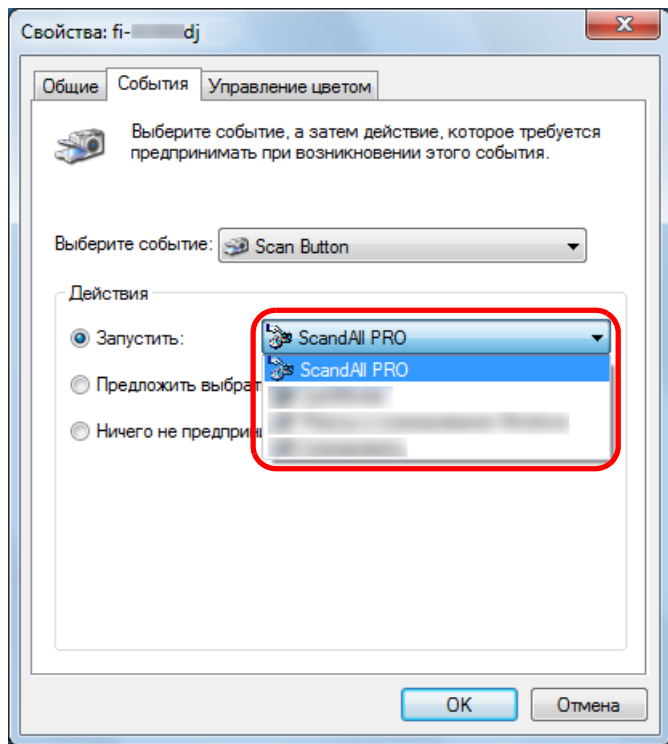 Свойства: fi- dj
Общие
События
Управление цветом
Выберите событие, а затем действие, которое требуется
предпринимать при возникновении этого события.
Выберите событие:
Scan Button
Действия
Запустить:
ScandAll PRO
ScandAll PRO
Предложить выбрат
Ничего не предприни
OK
Отмена